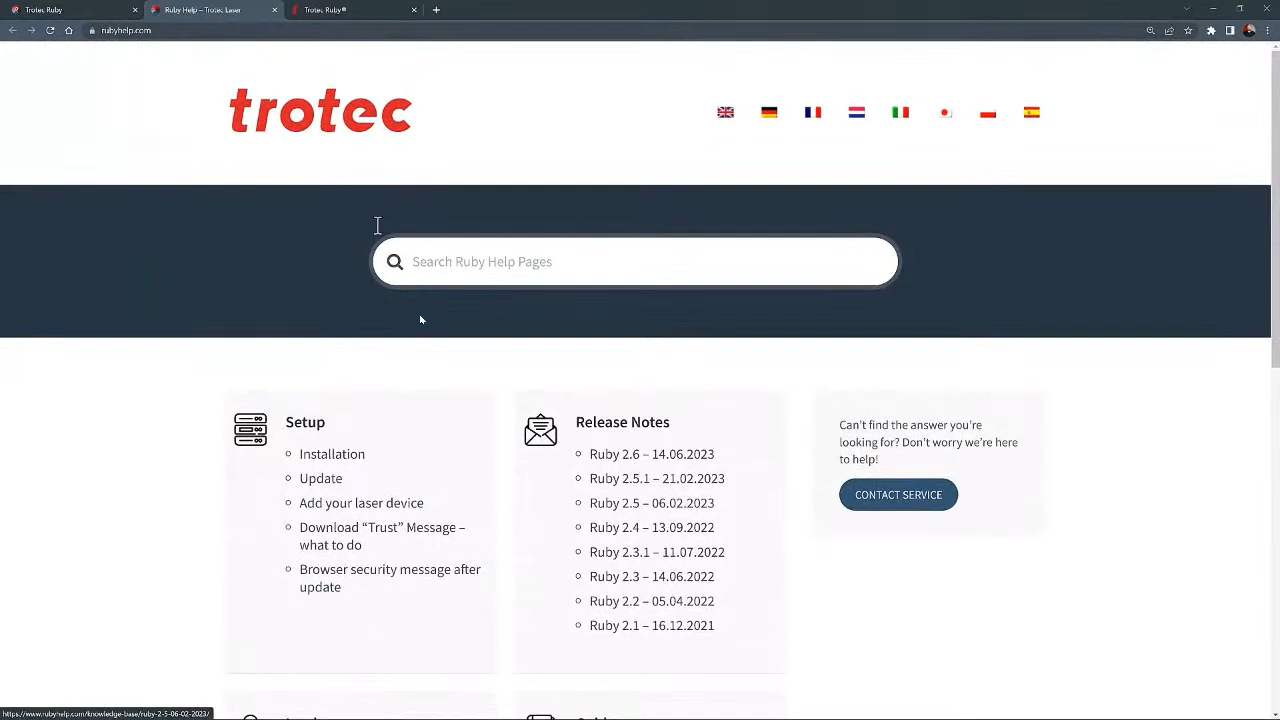 Trotec Ruby
Ruby Help – Trotec Laser
Trotec Ruby®
rubyhelp.com
trotec
Search Ruby Help Pages
Setup
Installation
Update
Add your laser device
Download “Trust” Message –
what to do
Browser security message after
update
Release Notes
Ruby 2.6 – 14.06.2023
Ruby 2.5.1 – 21.02.2023
Ruby 2.5 – 06.02.2023
Ruby 2.4 – 13.09.2022
Ruby 2.3.1 – 11.07.2022
Ruby 2.3 – 14.06.2022
Ruby 2.2 – 05.04.2022
Ruby 2.1 – 16.12.2021
Can’t find the answer you’re
looking for? Don’t worry we’re here
to help!
CONTACT SERVICE
https://www.rubyhelp.com/knowledge-base/ruby-2-5-06-02-2023/